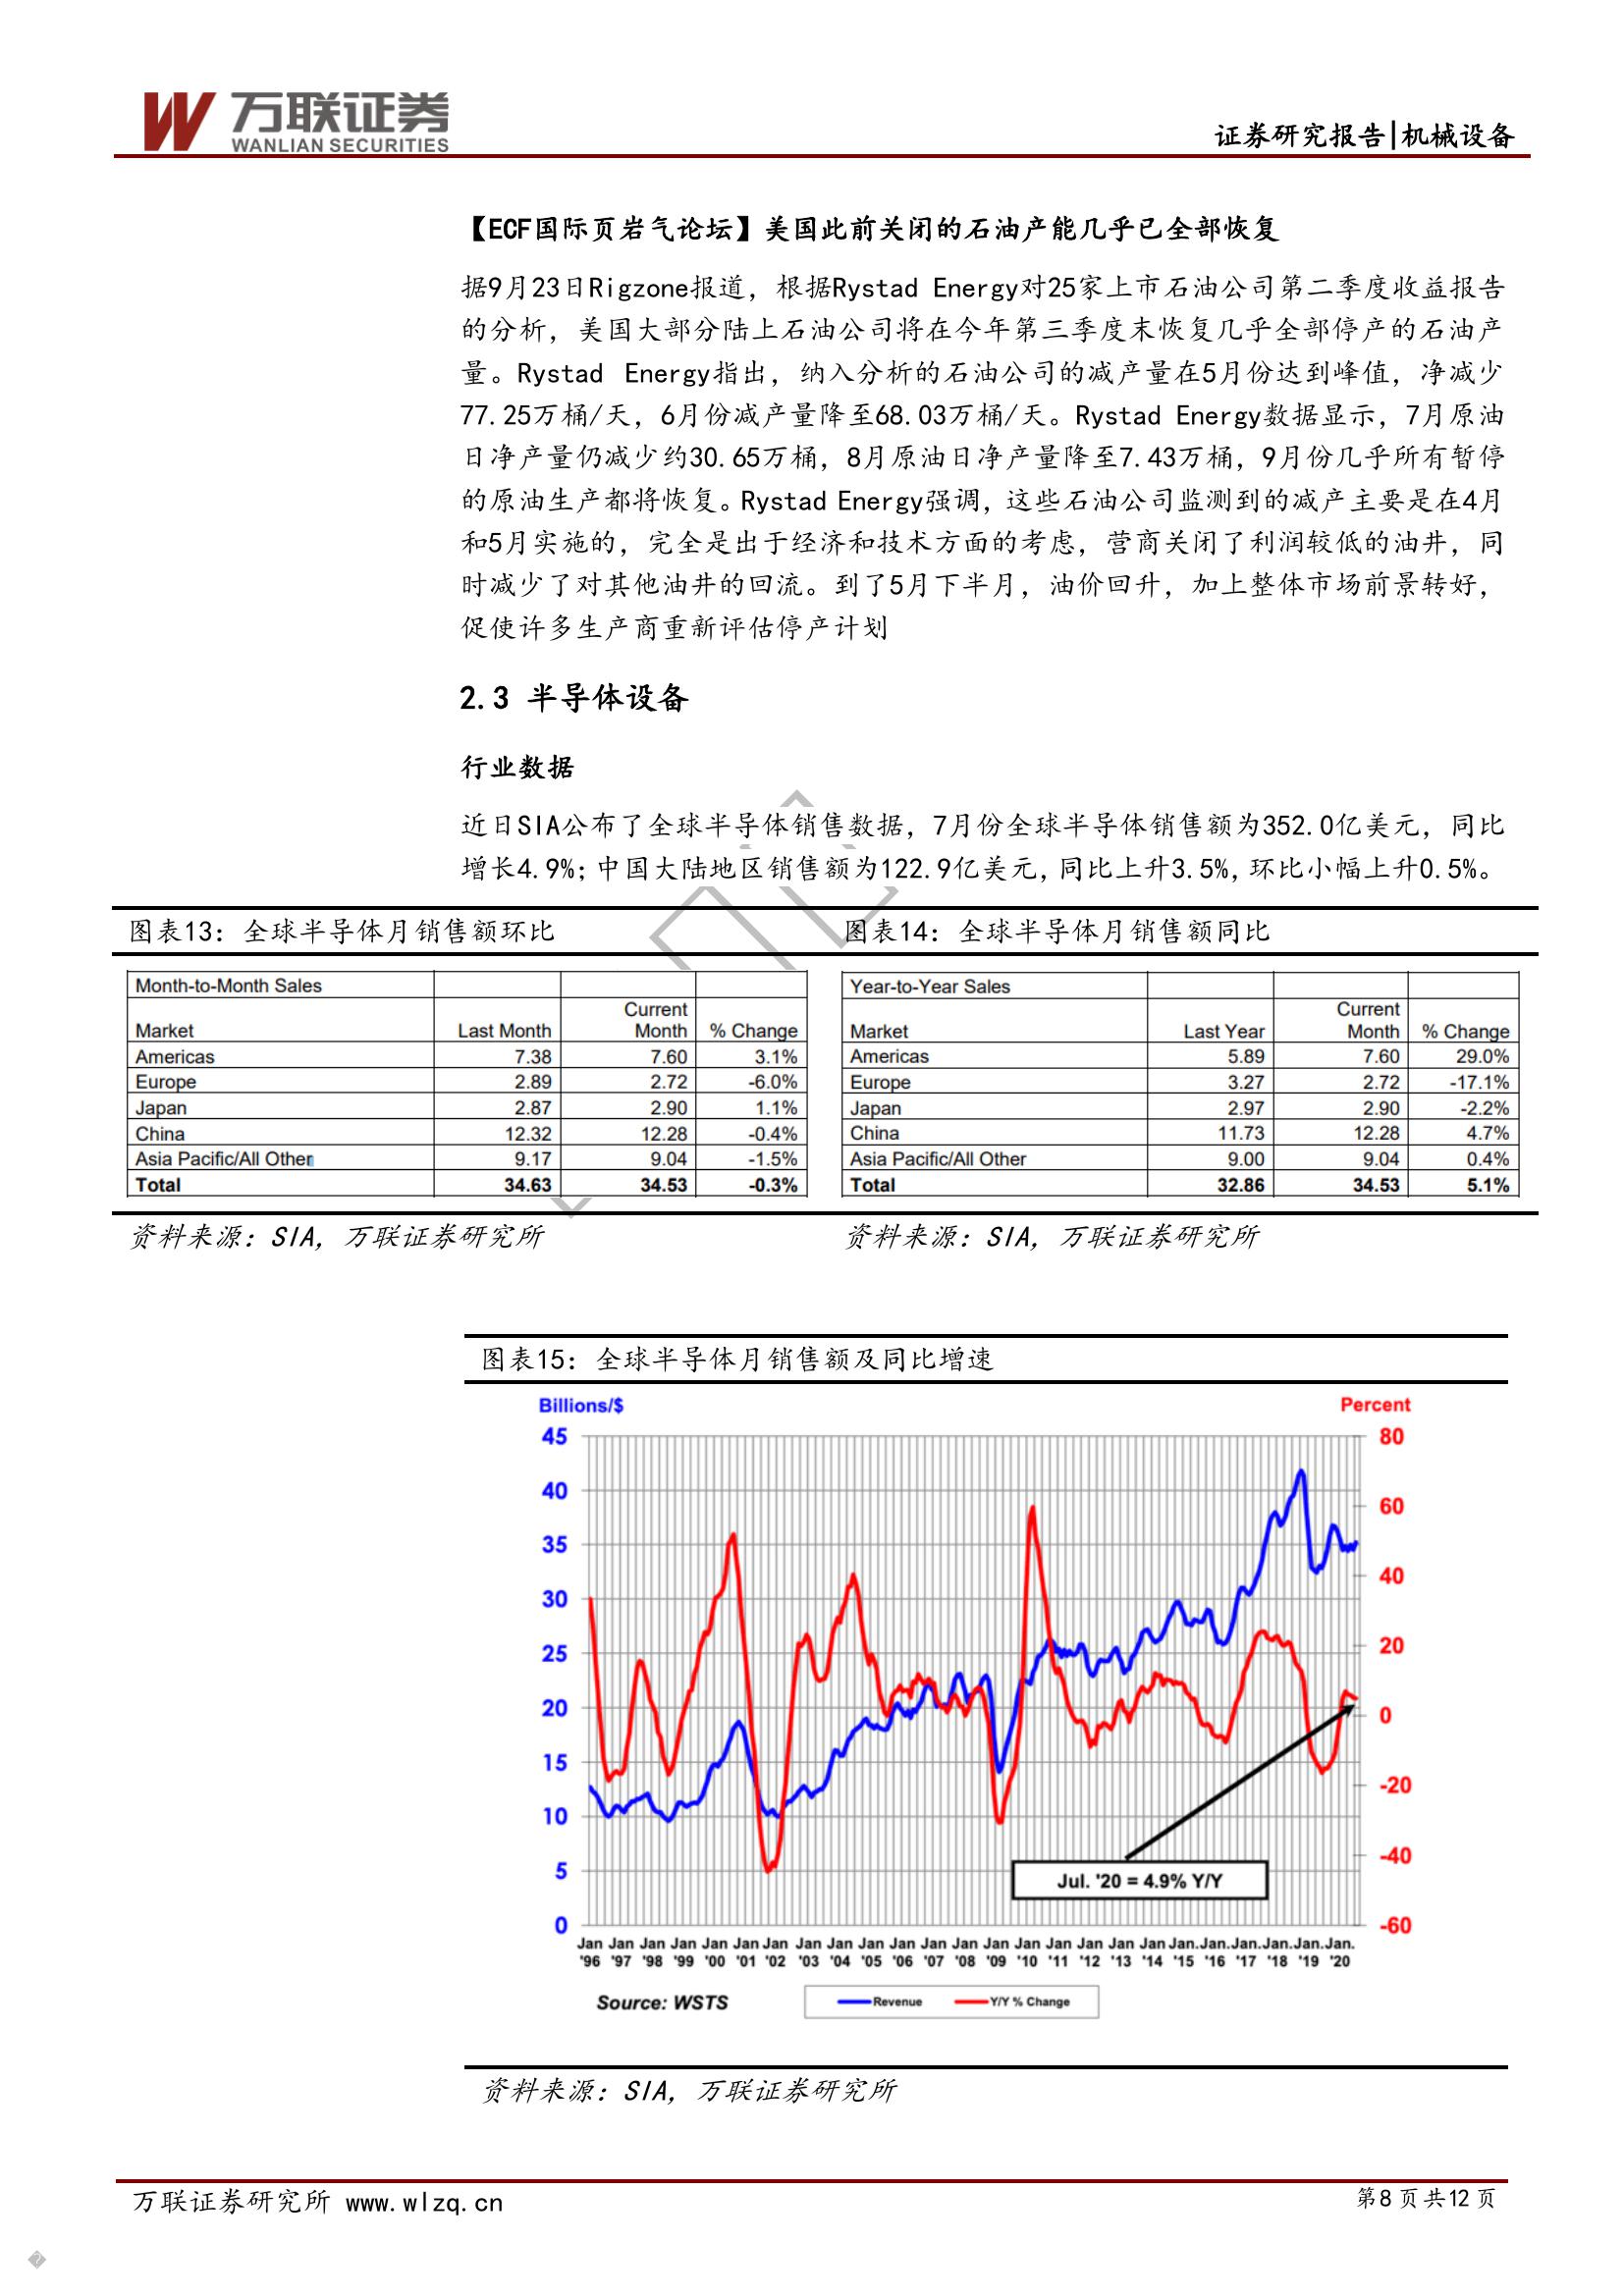 万联证券
WANLIAN SECURITIES
证券研究报告|机械设备
【ECF国际页岩气论坛】美国此前关闭的石油产能几乎已全部恢复
据9月23日Rigzone报道，根据Rystad Energy对25家上市石油公司第二季度收益报告
的分析，美国大部分陆上石油公司将在今年第三季度末恢复几乎全部停产的石油产
量。Rystad Energy指出，纳入分析的石油公司的减产量在5月份达到峰值，净减少
77.25万桶/天，6月份减产量降至68.03万桶/天。Rystad Energy数据显示，7月原油
日净产量仍减少约30.65万桶，8月原油日净产量降至7.43万桶，9月份几乎所有暂停
的原油生产都将恢复。Rystad Energy强调，这些石油公司监测到的减产主要是在4月
和5月实施的，完全是出于经济和技术方面的考虑，营商关闭了利润较低的油井，同
时减少了对其他油井的回流。到了5月下半月，油价回升，加上整体市场前景转好，
促使许多生产商重新评估停产计划
2.3 半导体设备
行业数据
近日SIA公布了全球半导体销售数据，7月份全球半导体销售额为352.0亿美元，同比
增长4.9%；中国大陆地区销售额为122.9亿美元，同比上升3.5%，环比小幅上升0.5%。
图表13：全球半导体月销售额环比
Month-to-Month Sales
Market Last Month Current Month % Change
Americas 7.38 7.60 3.1%
Europe 2.89 2.72 -6.0%
Japan 2.87 2.90 1.1%
China 12.32 12.28 -0.4%
Asia Pacific/All Other 9.17 9.04 -1.5%
Total 34.63 34.53 -0.3%
资料来源：SIA，万联证券研究所
图表14：全球半导体月销售额同比
Year-to-Year Sales
Market Last Year Current Month % Change
Americas 5.89 7.60 29.0%
Europe 3.27 2.72 -17.1%
Japan 2.97 2.90 -2.2%
China 11.73 12.28 4.7%
Asia Pacific/All Other 9.00 9.04 0.4%
Total 32.86 34.53 5.1%
资料来源：SIA，万联证券研究所
图表15：全球半导体月销售额及同比增速
Billions/$ Percent
45 80
40 60
35 40
30 20
25 0
20 -20
15 -40
10 -60
5
0
Jul. '20 = 4.9% Y/Y
Jan Jan Jan Jan Jan Jan Jan Jan Jan Jan Jan Jan Jan Jan Jan Jan Jan Jan Jan Jan. Jan. Jan. Jan. Jan. Jan.
'96 '97 '98 '99 '00 '01 '02 '03 '04 '05 '06 '07 '08 '09 '10 '11 '12 '13 '14 '15 '16 '17 '18 '19 '20
Source: WSTS
Revenue Y/Y % Change
资料来源：SIA，万联证券研究所
万联证券研究所 www.wlzq.cn
第8页共12页